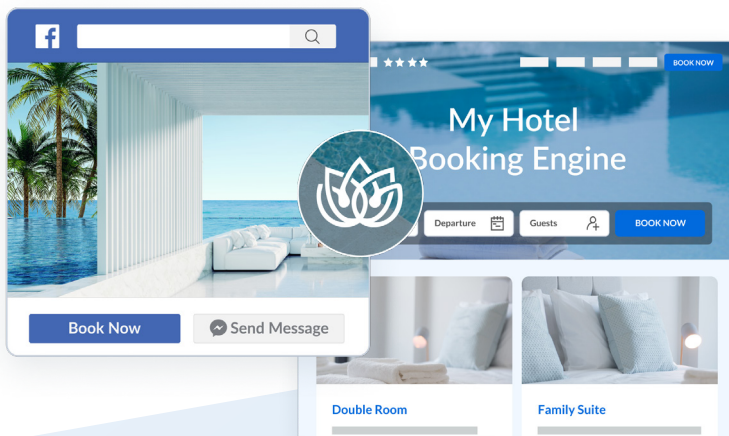 f
BOOK NOW
My Hotel
Booking Engine
Departure
Guests
BOOK NOW
Book Now
Send Message
Double Room
Family Suite